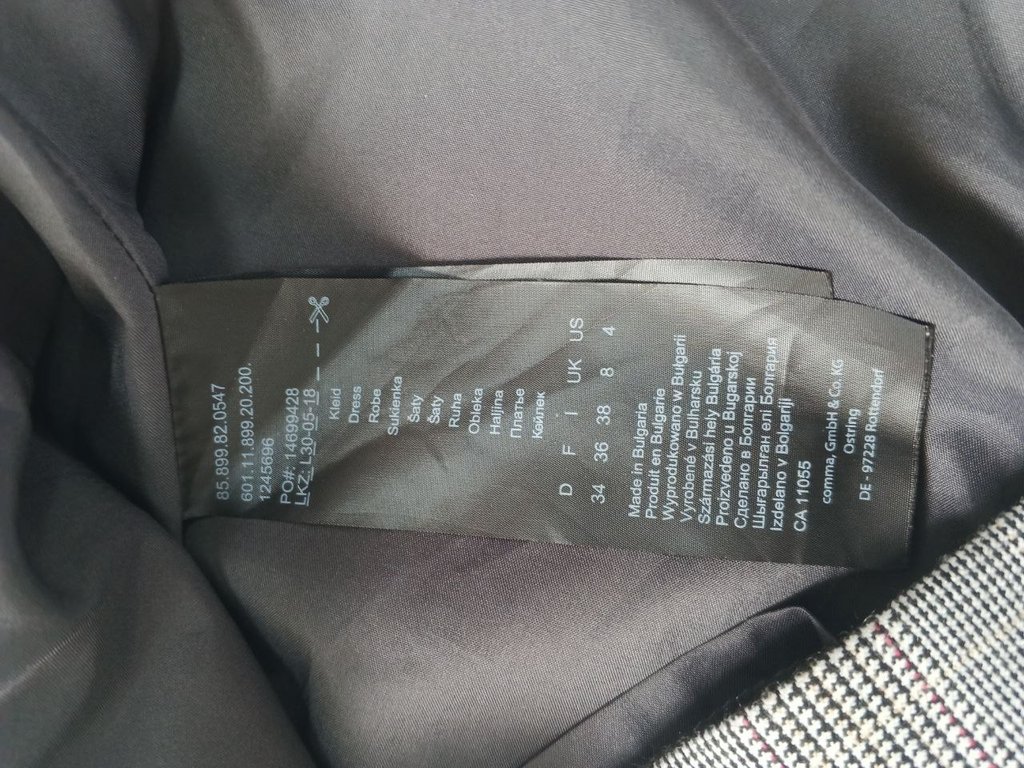 85.899.82.0547
601.11.899.20.200.
1245696
PO#: 14699428
LKZ L30-05-18
Kleid
Dress
Robe
Sukienka
Šaty
Šaty
Ruha
Obleka
Haljina
Платье
Көйлек
D F I UK US
34 36 38 8 4
Made in Bulgaria
Produit en Bulgarie
Wyprodukowano w Bułgarii
Vyrobené v Bulharsku
Származási hely Bulgária
Proizvedeno u Bugarskoj
Сделано в Болгарии
Шығарылған елі Болгария
Izdelano v Bolgariji
CA 11055
comma, GmbH & Co. KG
Ostring
DE - 97228 Rottendorf